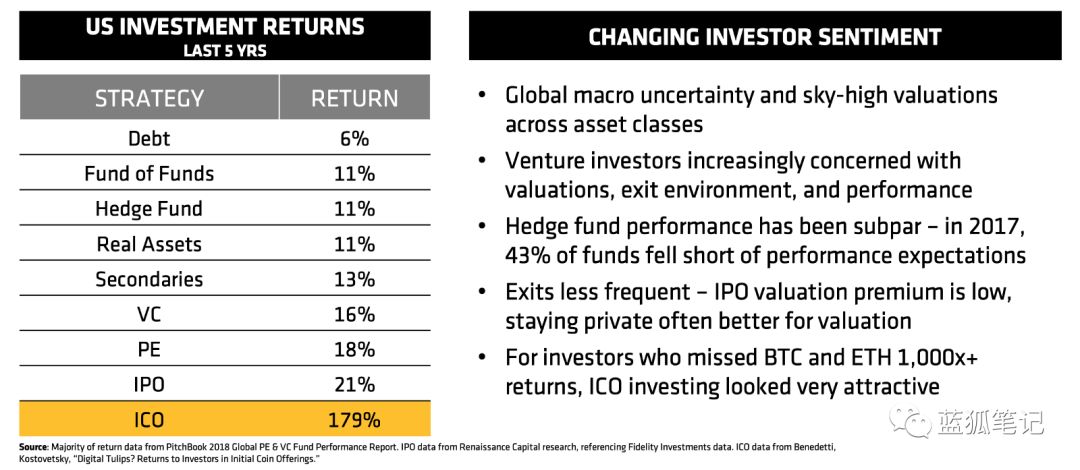 US INVESTMENT RETURNS
LAST 5 YRS
STRATEGY RETURN
Debt 6%
Fund of Funds 11%
Hedge Fund 11%
Real Assets 11%
Secondaries 13%
VC 16%
PE 18%
IPO 21%
ICO 179%
CHANGING INVESTOR SENTIMENT
• Global macro uncertainty and sky-high valuations
across asset classes
• Venture investors increasingly concerned with
valuations, exit environment, and performance
• Hedge fund performance has been subpar – in 2017,
43% of funds fell short of performance expectations
• Exits less frequent – IPO valuation premium is low,
staying private often better for valuation
• For investors who missed BTC and ETH 1,000x+
returns, ICO investing looked very attractive
蓝狐笔记
Source: Majority of return data from PitchBook 2018 Global PE & VC Fund Performance Report. IPO data from Renaissance Capital research, referencing Fidelity Investments data. ICO data from Benedetti,
Kostovetsky, "Digital Tulips? Returns to Investors in Initial Coin Offerings."